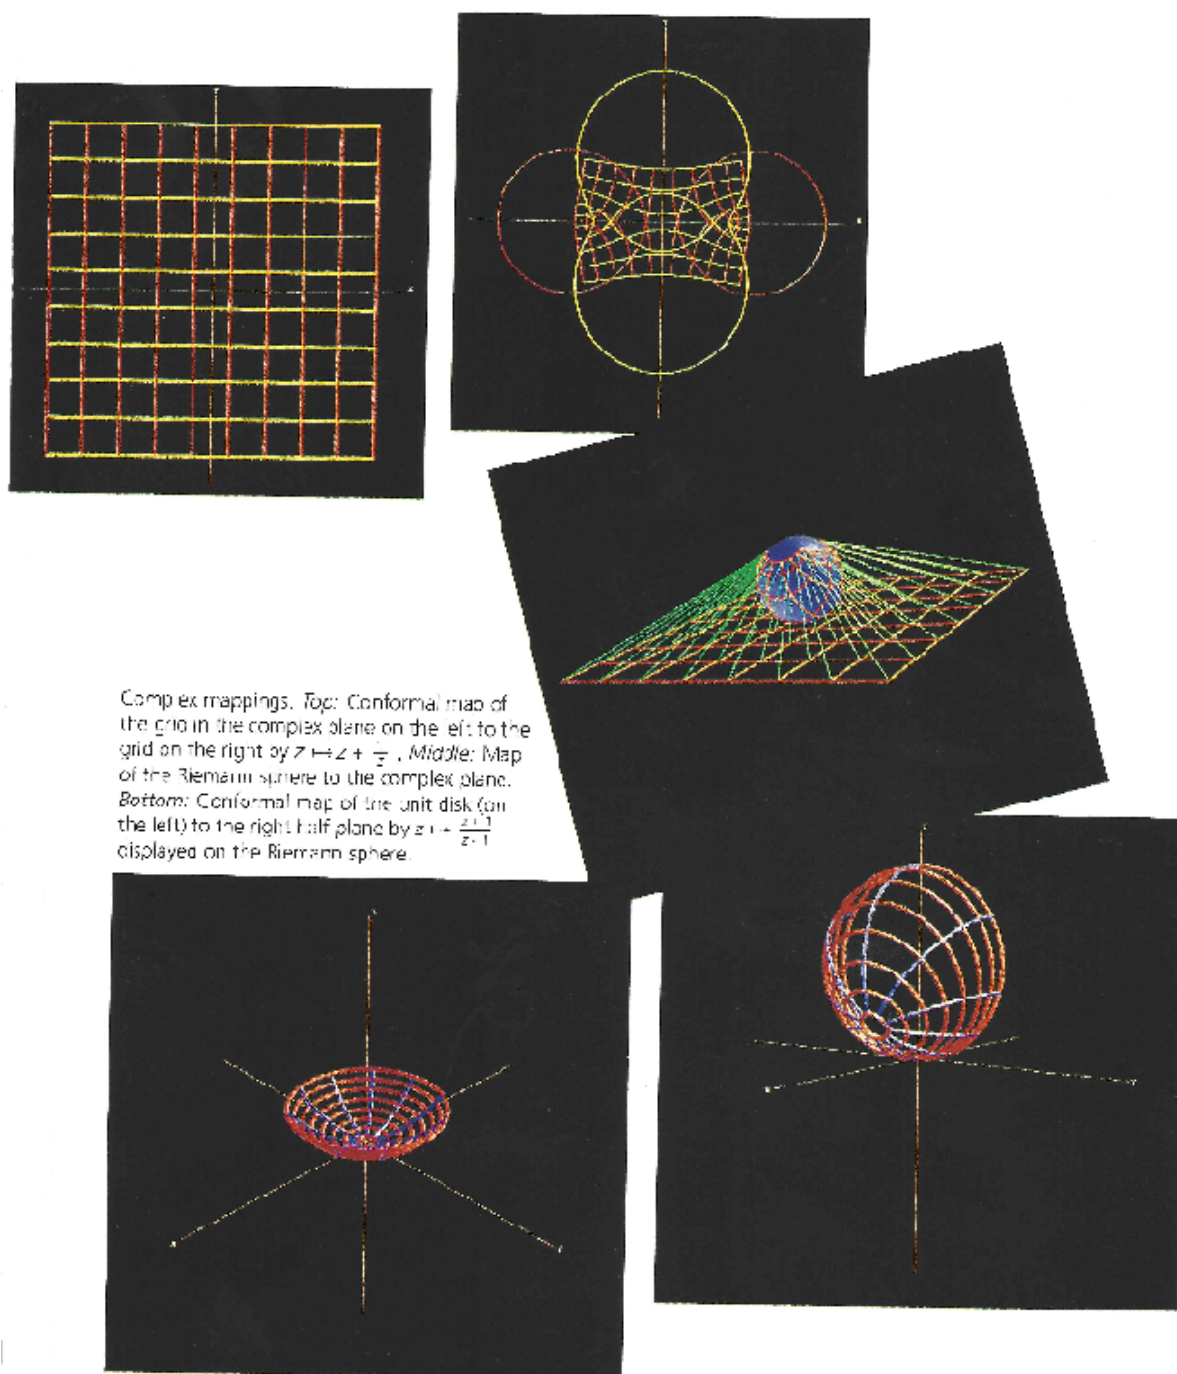 Complex mappings. Top: Conformal map of
the grid in the complex plane on the left to the
grid on the right by z ↦ z + 1/z , Middle: Map
of the Riemann sphere to the complex plane.
Bottom: Conformal map of the unit disk (on
the left) to the right half plane by z ↦
displayed on the Riemann sphere.